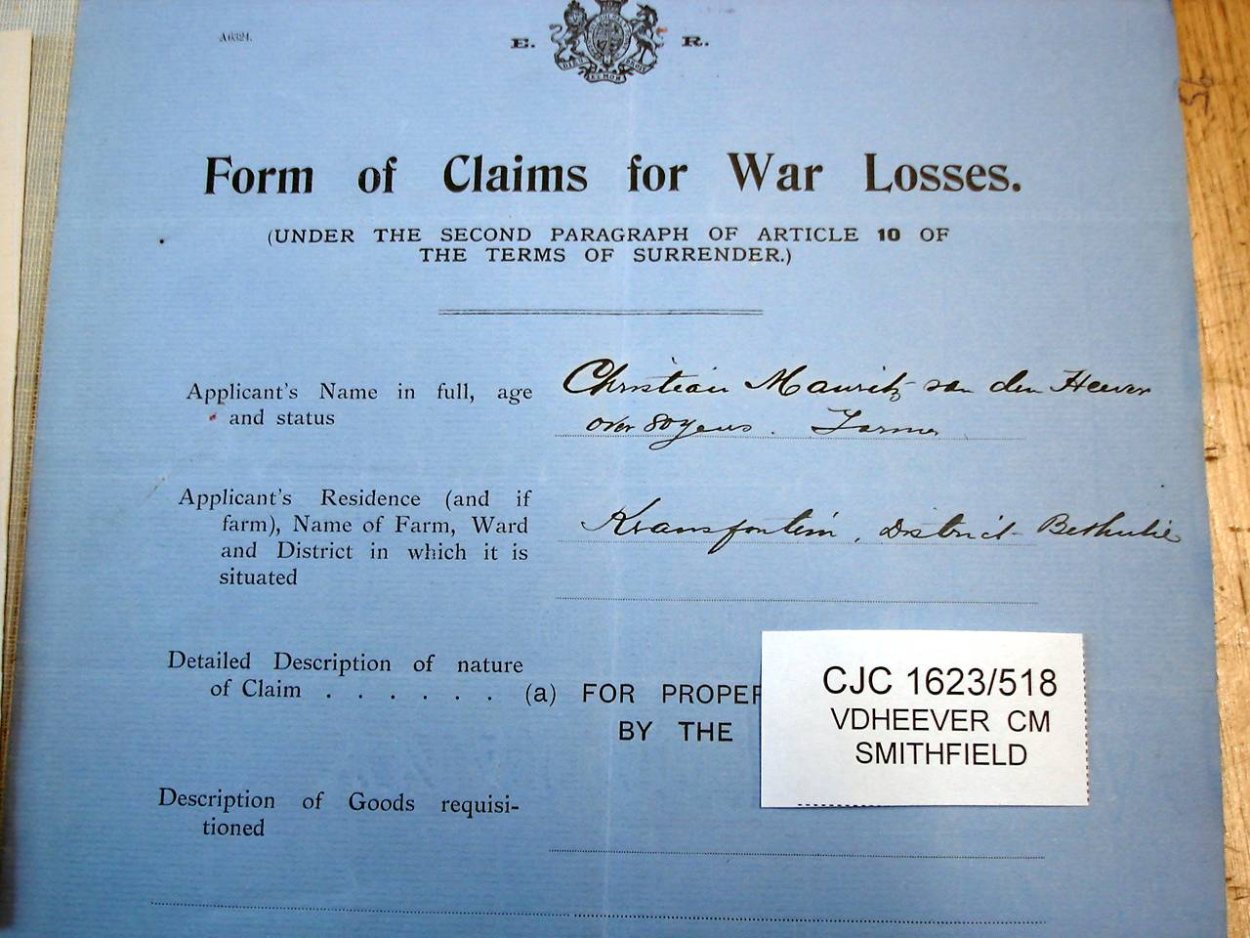 A6324.
E. R.
Form of Claims for War Losses.
(UNDER THE SECOND PARAGRAPH OF ARTICLE 10 OF
THE TERMS OF SURRENDER.)
Applicant's Name in full, age Christian Mauritz van den Heever
and status over 80 years. Farmer
Applicant's Residence (and if
farm), Name of Farm, Ward Kransfontein, District Bethulie
and District in which it is
situated
Detailed Description of nature
of Claim . . . . . . (a) FOR PROPER
BY THE
CJC 1623/518
VDHEEVER CM
SMITHFIELD
Description of Goods requisi-
tioned